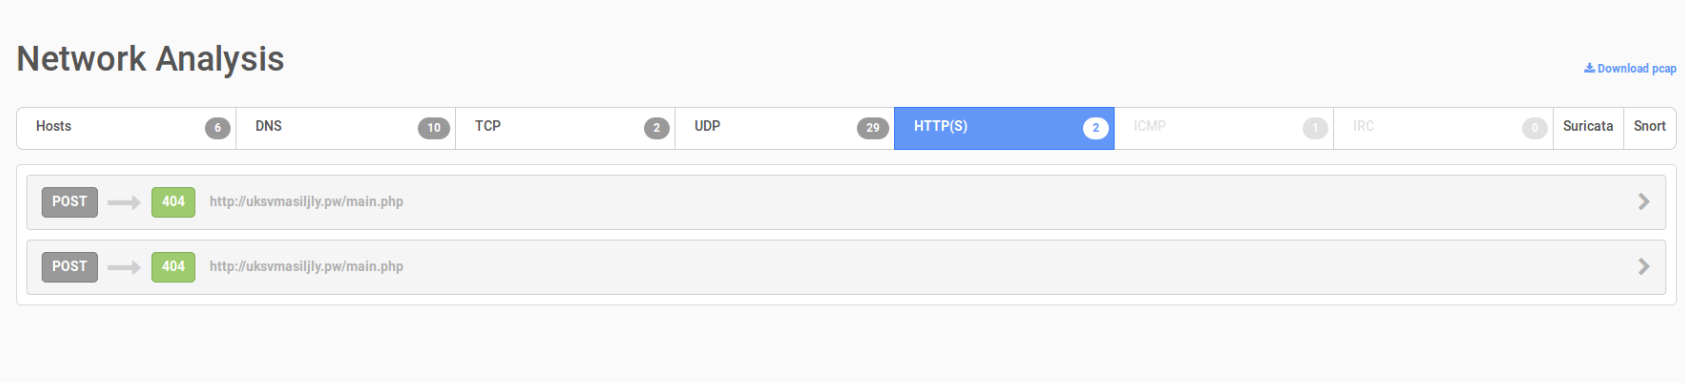 Network Analysis
Download pcap
Hosts 6 DNS 10 TCP 2 UDP 29 HTTP(S) 2 ICMP 1 IRC 0 Suricata Snort
POST 404 http://uksvmasiljly.pw/main.php
POST 404 http://uksvmasiljly.pw/main.php